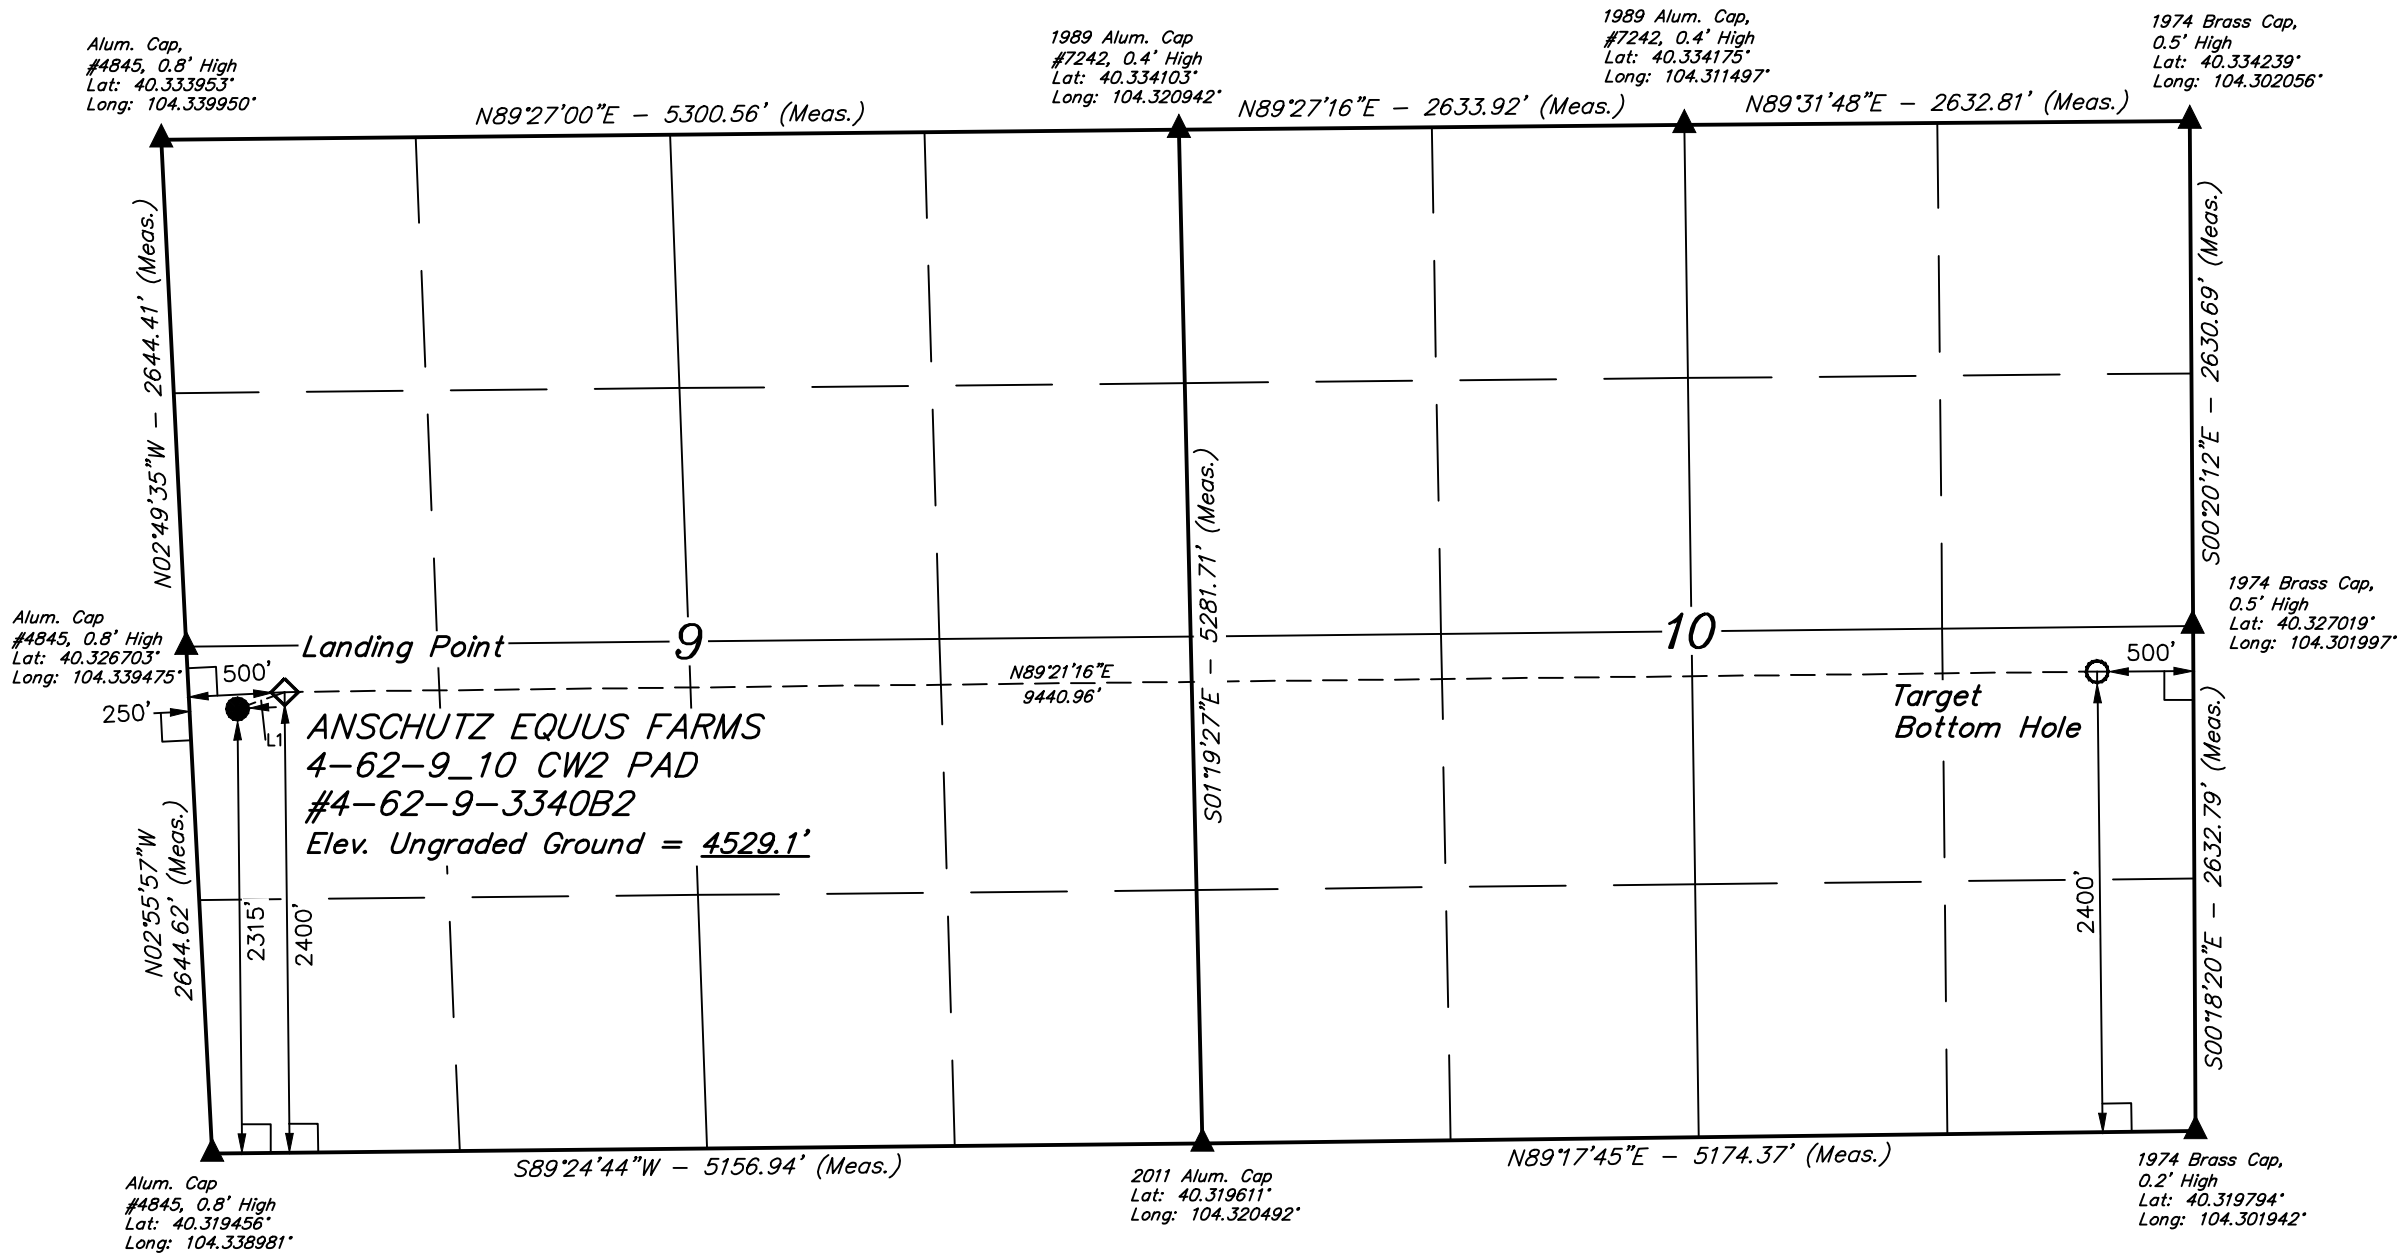 Alum. Cap,
#4845, 0.8' High
Lat: 40.333953°
Long: 104.339950°
1989 Alum. Cap
#7242, 0.4' High
Lat: 40.334103°
Long: 104.320942°
1989 Alum. Cap,
#7242, 0.4' High
Lat: 40.334175°
Long: 104.311497°
1974 Brass Cap,
0.5' High
Lat: 40.334239°
Long: 104.302056°
N89°27'00"E - 5300.56' (Meas.)
N89°27'16"E - 2633.92' (Meas.)
N89°31'48"E - 2632.81' (Meas.)
N02°49'35"W - 2644.41' (Meas.)
S01°19'27"E - 5281.71' (Meas.)
S00°20'12"E - 2630.69' (Meas.)
Alum. Cap
#4845, 0.8' High
Lat: 40.326703°
Long: 104.339475°
Landing Point
9
10
1974 Brass Cap,
0.5' High
Lat: 40.327019°
Long: 104.301997°
500'
250'
L1
N89°21'16"E
9440.96'
500'
Target
Bottom Hole
ANSCHUTZ EQUUS FARMS
4-62-9_10 CW2 PAD
#4-62-9-3340B2
Elev. Ungraded Ground = 4529.1'
N02°55'57"W
2644.62' (Meas.)
2315'
2400'
2400'
S00°18'20"E - 2632.79' (Meas.)
S89°24'44"W - 5156.94' (Meas.)
N89°17'45"E - 5174.37' (Meas.)
Alum. Cap
#4845, 0.8' High
Lat: 40.319456°
Long: 104.338981°
2011 Alum. Cap
Lat: 40.319611°
Long: 104.320492°
1974 Brass Cap,
0.2' High
Lat: 40.319794°
Long: 104.301942°